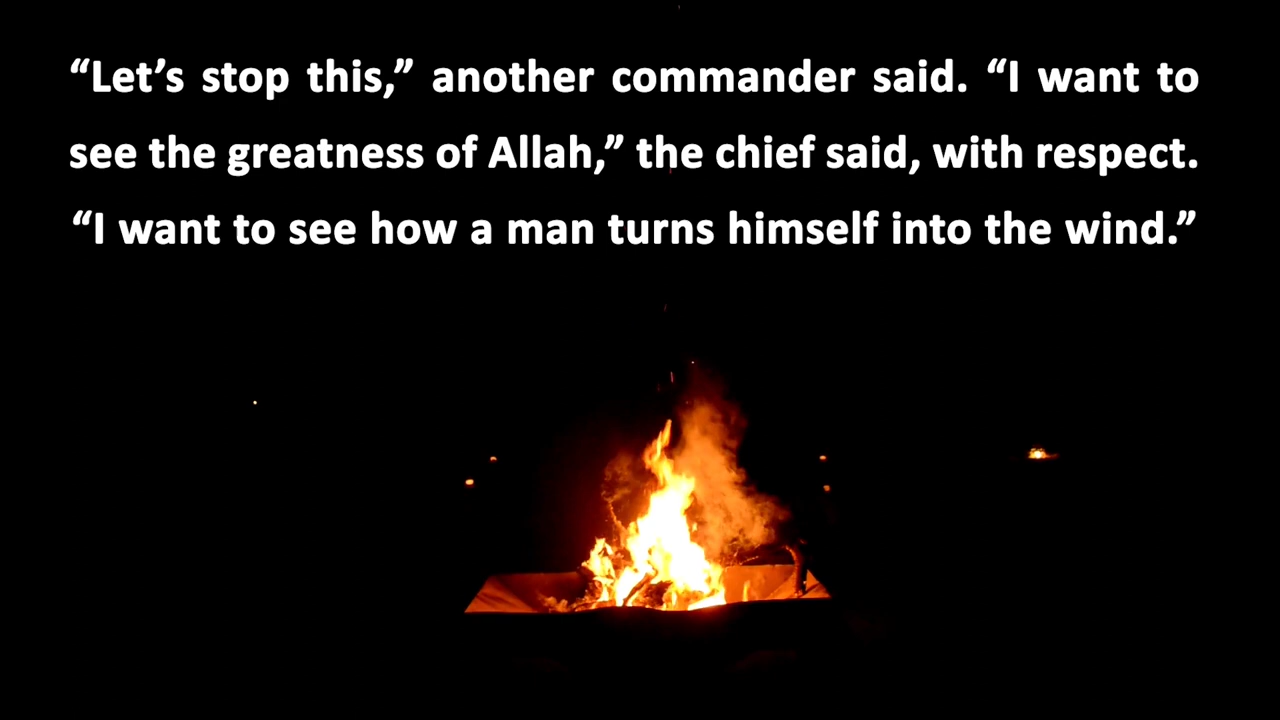 “Let’s stop this,” another commander said. “I want to
see the greatness of Allah,” the chief said, with respect.
“I want to see how a man turns himself into the wind.”